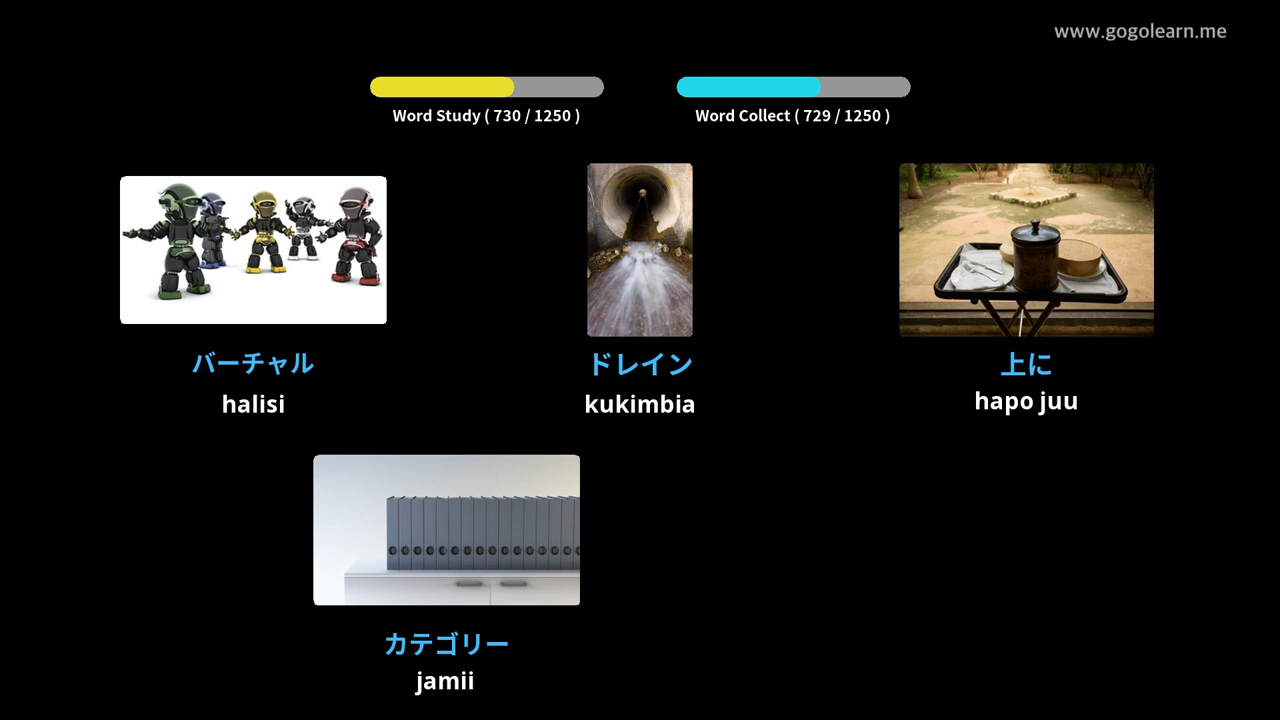 www.gogolearn.me
Word Study ( 730 / 1250 )
Word Collect ( 729 / 1250 )
バーチャル
halisi
ドレイン
kukimbia
上に
hapo juu
カテゴリー
jamii